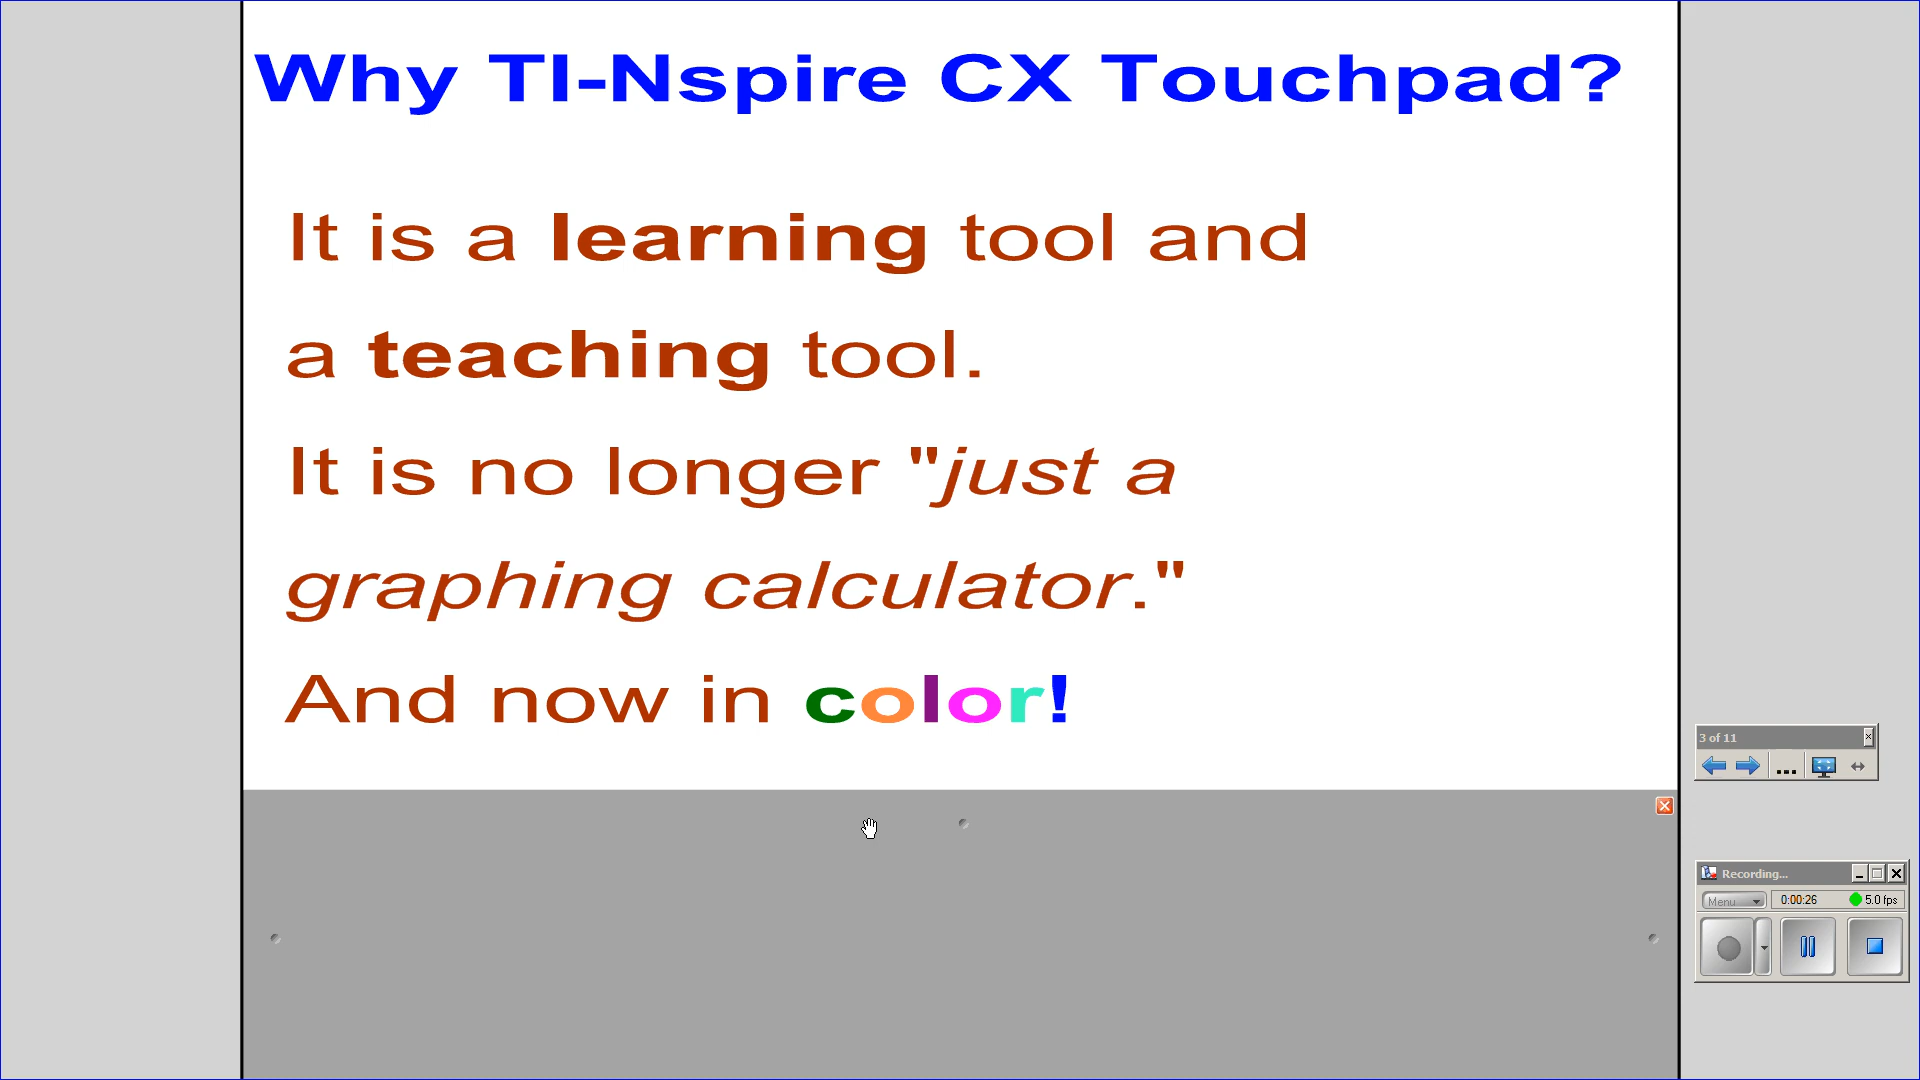 Why TI-Nspire CX Touchpad?
It is a learning tool and
a teaching tool.
It is no longer "just a
graphing calculator."
And now in color!
3 of 11
...
Recording...
Menu
0:00:26
5.0 fps